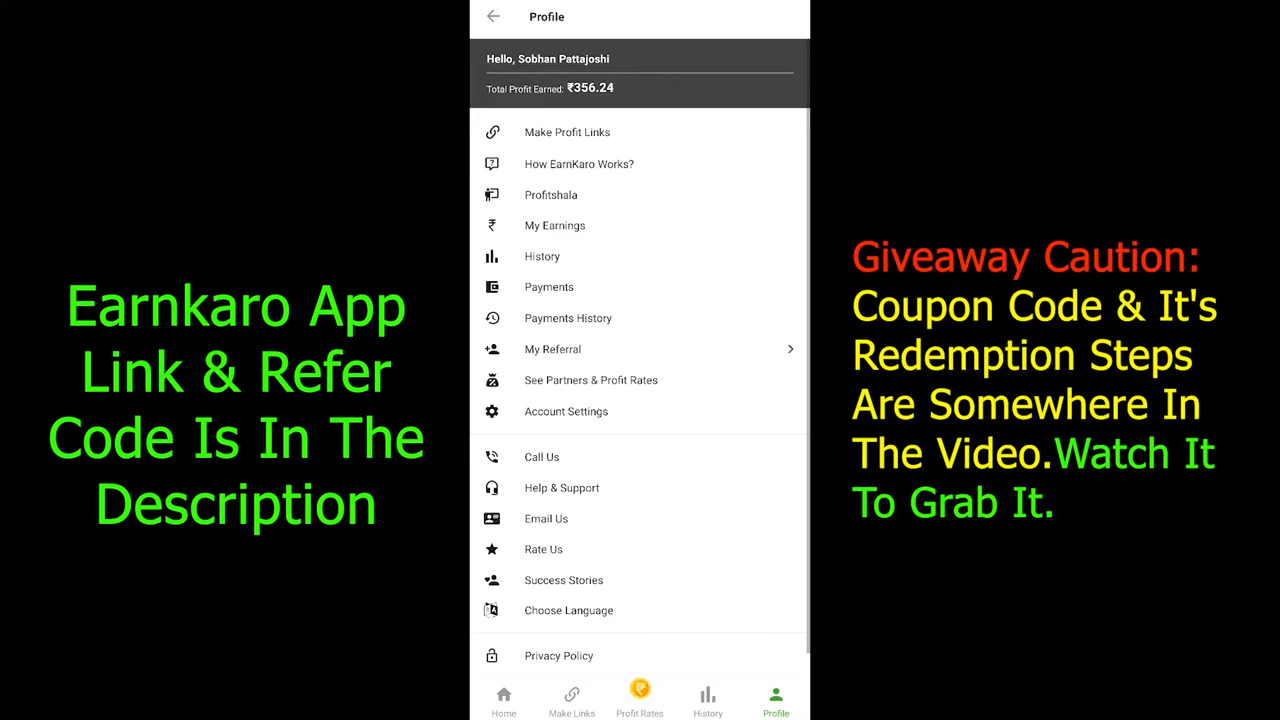 Profile
Hello, Sobhan Pattajoshi
Total Profit Earned: ₹356.24
Make Profit Links
How EarnKaro Works?
Profitshala
My Earnings
History
Payments
Payments History
My Referral
See Partners & Profit Rates
Account Settings
Call Us
Help & Support
Email Us
Rate Us
Success Stories
Choose Language
Privacy Policy
Home
Make Links
Profit Rates
History
Profile
Earnkaro App
Link & Refer
Code Is In The
Description
Giveaway Caution:
Coupon Code & It's
Redemption Steps
Are Somewhere In
The Video.Watch It
To Grab It.